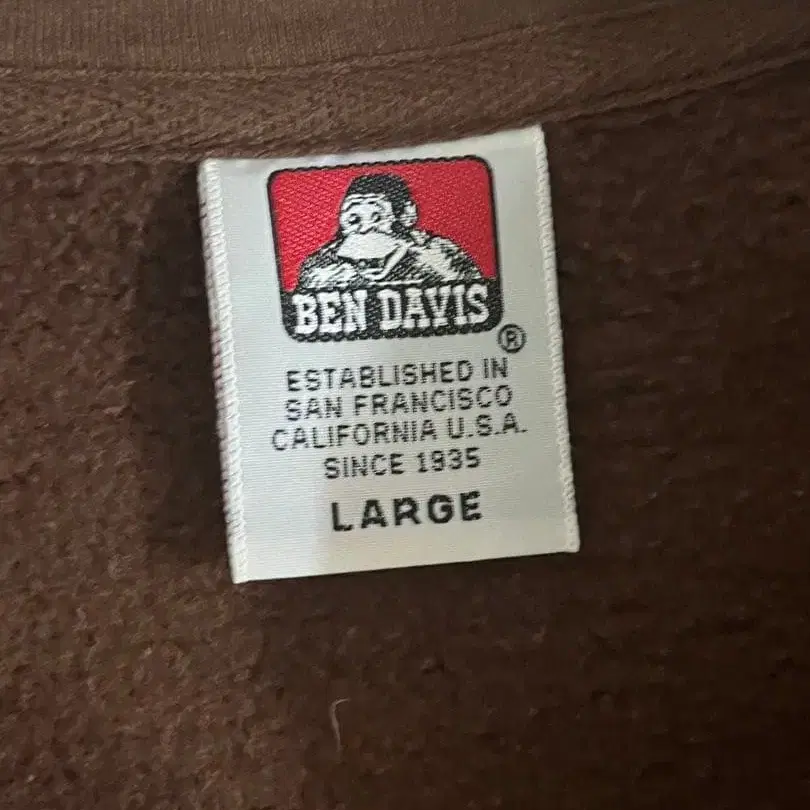 BEN DAVIS
®
ESTABLISHED IN
SAN FRANCISCO
CALIFORNIA U.S.A.
SINCE 1935
LARGE